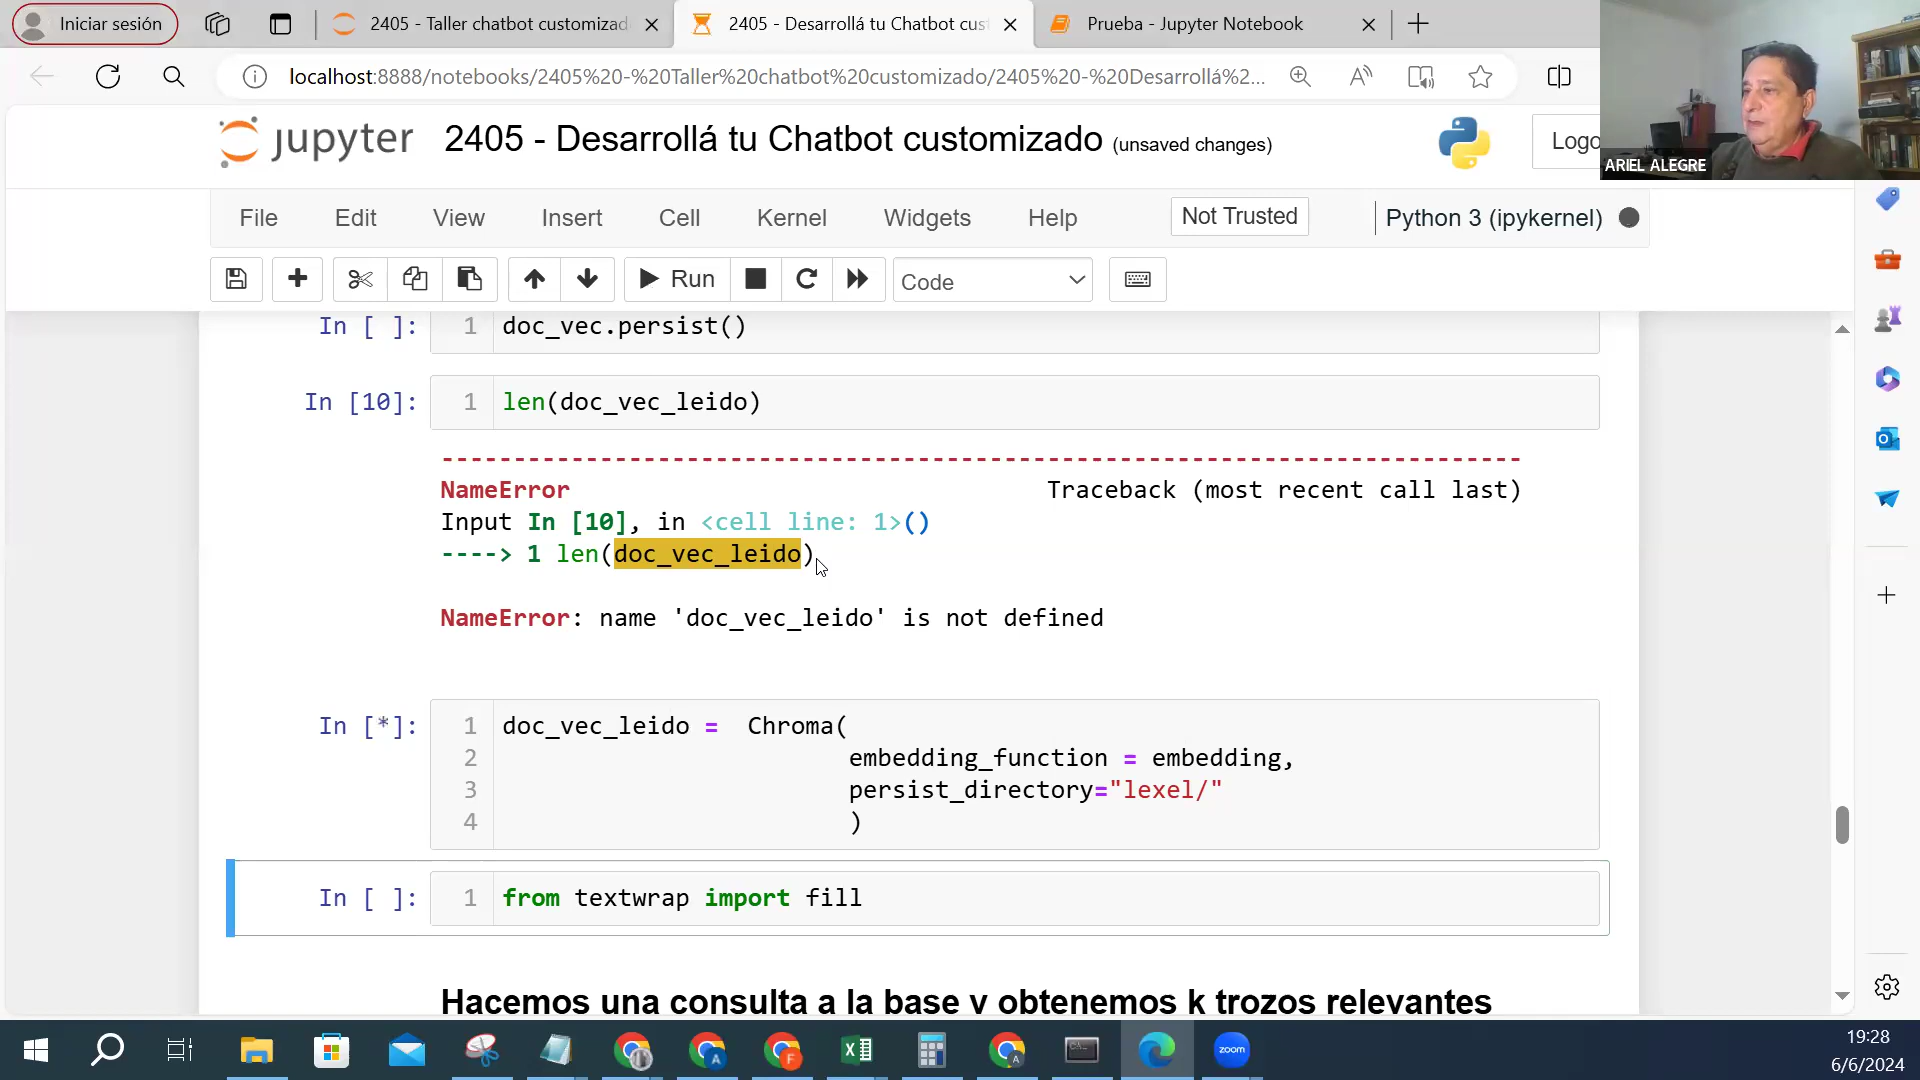 Iniciar sesión
2405 - Taller chatbot customizad
2405 - Desarrollá tu Chatbot cus
Prueba - Jupyter Notebook
localhost:8888/notebooks/2405%20-%20Taller%20chatbot%20customizado/2405%20-%20Desarrollá%2...
jupyter
2405 - Desarrollá tu Chatbot customizado (unsaved changes)
Logo
ARIEL ALEGRE
File Edit View Insert Cell Kernel Widgets Help
Not Trusted
Python 3 (ipykernel)
Run
Code
In [ ]: 1 doc_vec.persist()
In [10]: 1 len(doc_vec_leido)
---------------------------------------------------------------------------
NameError Traceback (most recent call last)
Input In [10], in <cell line: 1>()
----> 1 len(doc_vec_leido)
NameError: name 'doc_vec_leido' is not defined
In [*]: 1 doc_vec_leido = Chroma(
2 embedding_function = embedding,
3 persist_directory="lexel/"
4 )
In [ ]: 1 from textwrap import fill
Hacemos una consulta a la base y obtenemos k trozos relevantes
zoom
19:28
6/6/2024